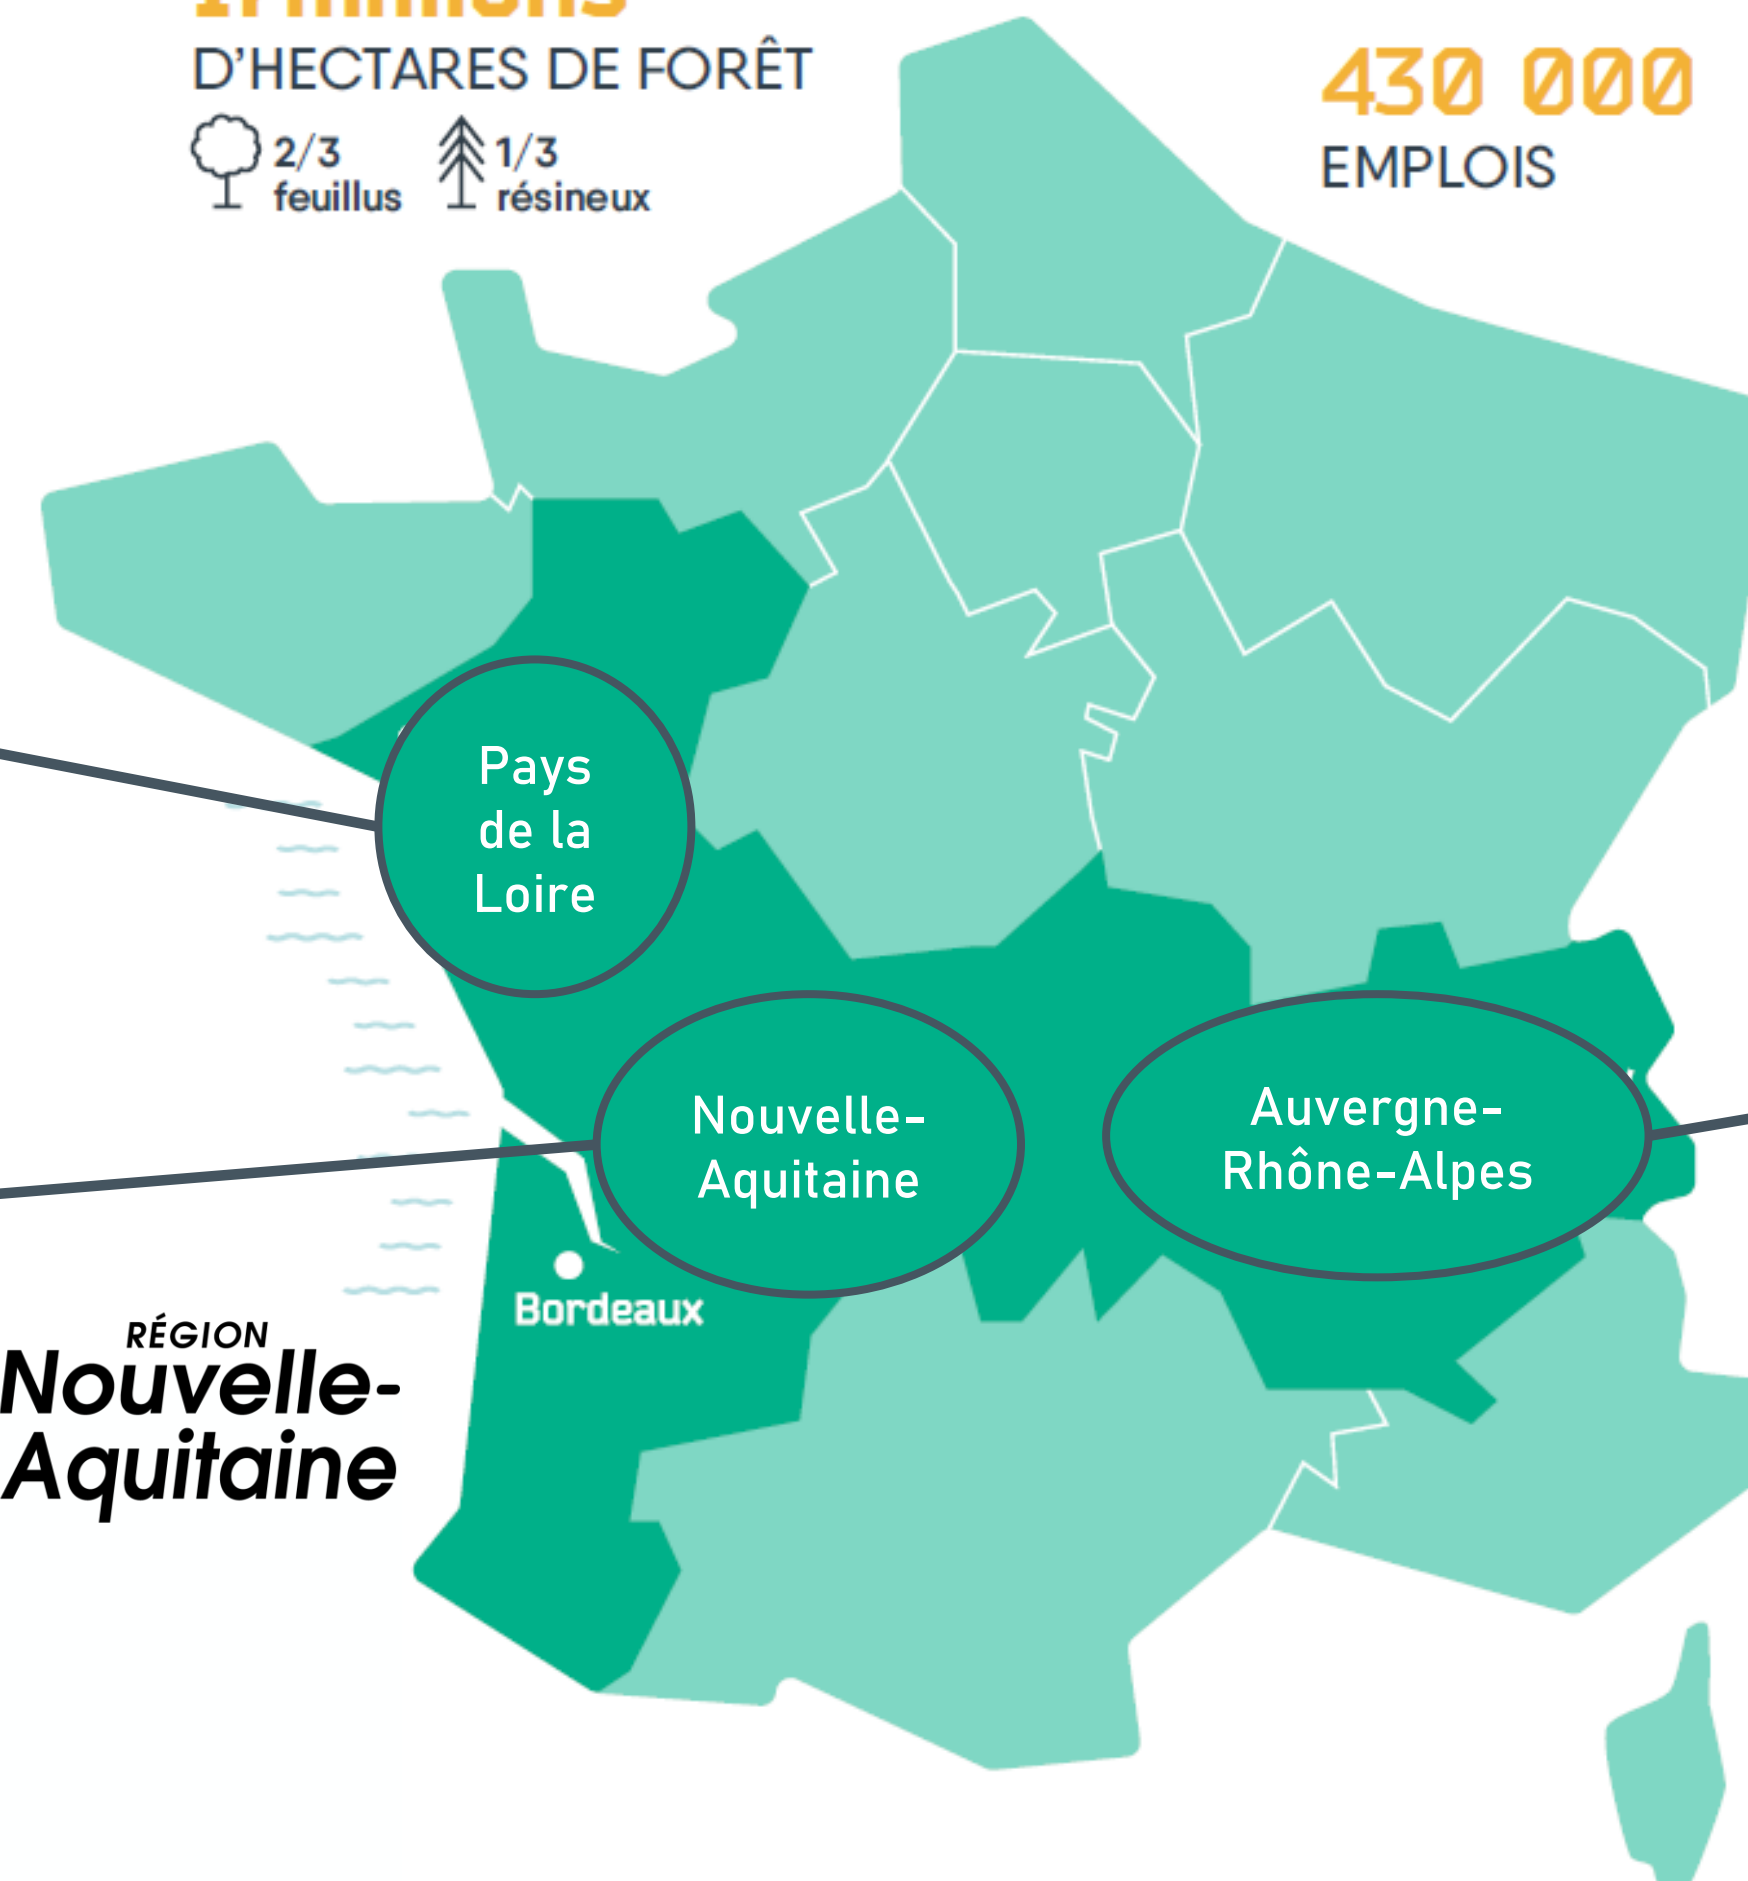 D'HECTARES DE FORÊT
2/3
feuillus
1/3
résineux
430 000
EMPLOIS
Pays
de la
Loire
Nouvelle-
Aquitaine
Auvergne-
Rhône-Alpes
Bordeaux
RÉGION
Nouvelle-
Aquitaine